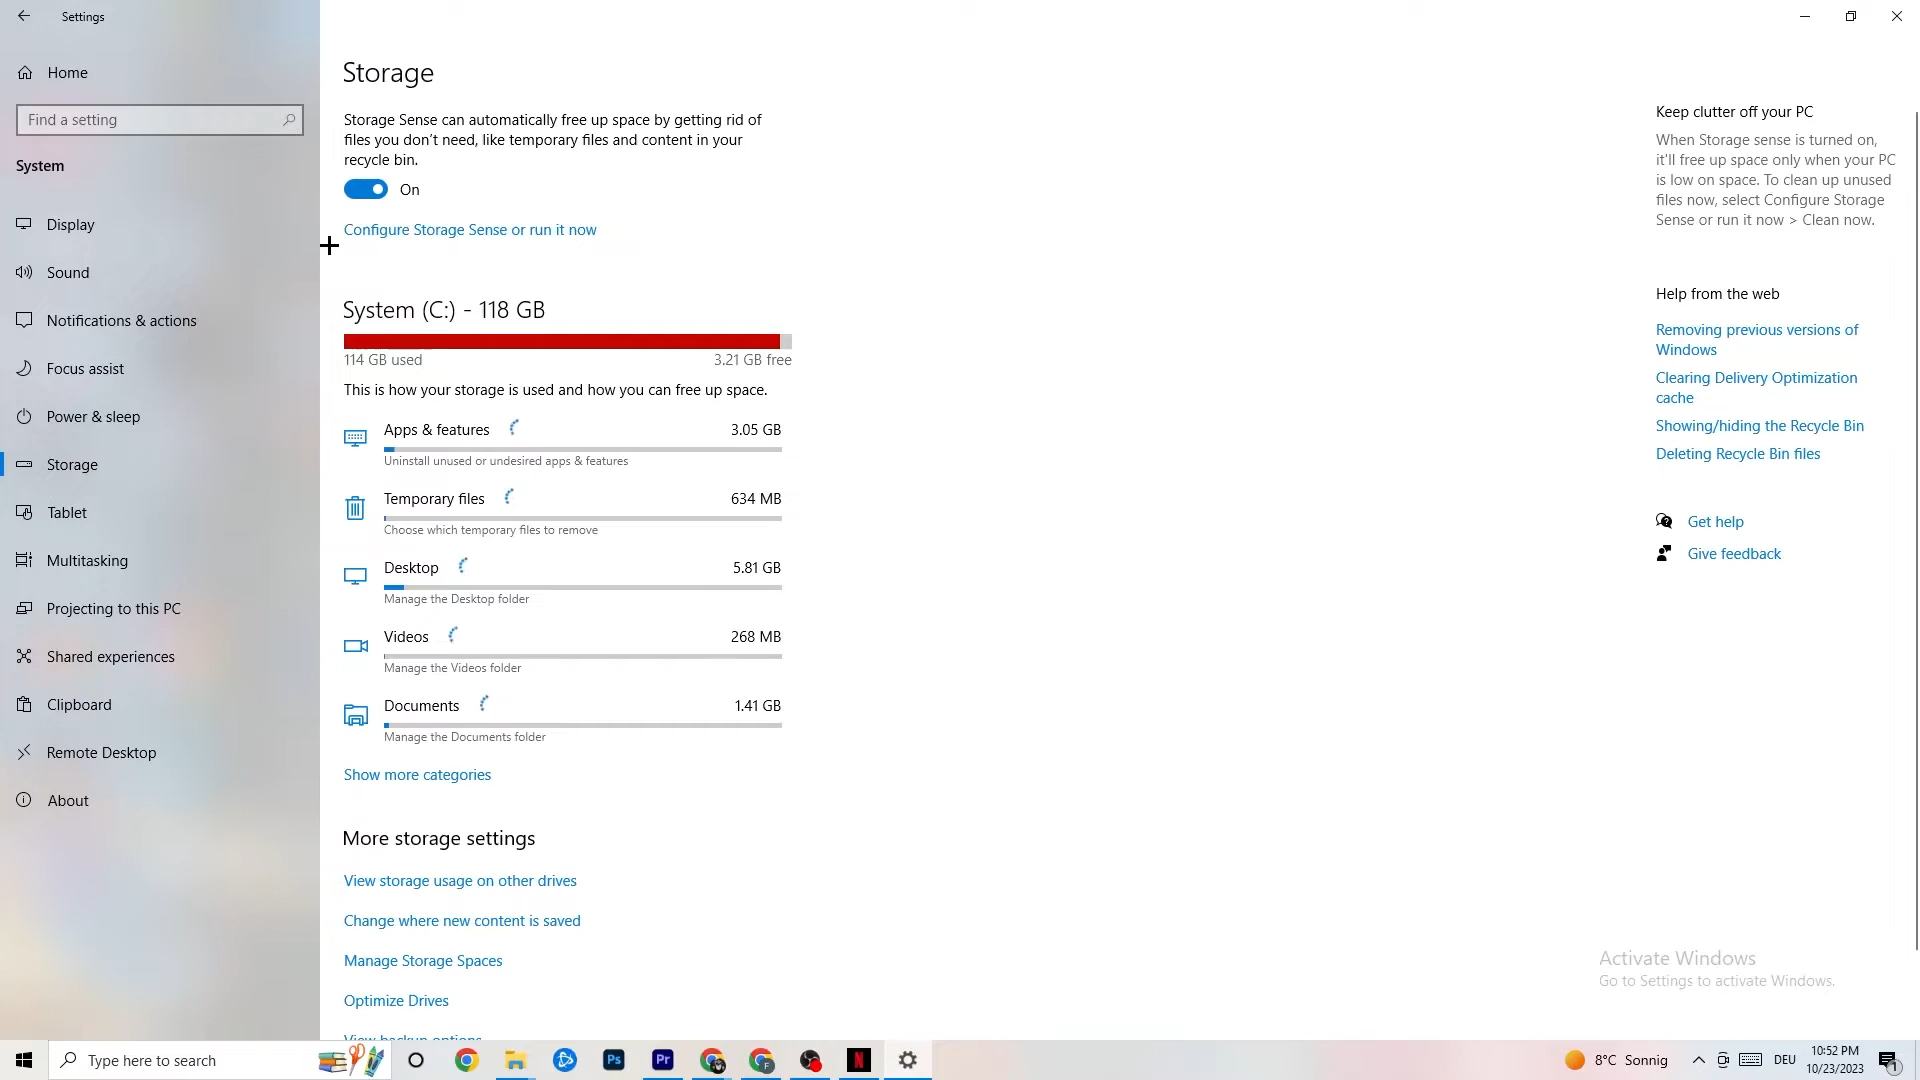 Settings
Home
Find a setting
System
Display
Sound
Notifications & actions
Focus assist
Power & sleep
Storage
Tablet
Multitasking
Projecting to this PC
Shared experiences
Clipboard
Remote Desktop
About
Storage
Storage Sense can automatically free up space by getting rid of
files you don’t need, like temporary files and content in your
recycle bin.
On
Configure Storage Sense or run it now
System (C:) - 118 GB
114 GB used 3.21 GB free
This is how your storage is used and how you can free up space.
Apps & features 3.05 GB
Uninstall unused or undesired apps & features
Temporary files 634 MB
Choose which temporary files to remove
Desktop 5.81 GB
Manage the Desktop folder
Videos 268 MB
Manage the Videos folder
Documents 1.41 GB
Manage the Documents folder
Show more categories
More storage settings
View storage usage on other drives
Change where new content is saved
Manage Storage Spaces
Optimize Drives
View backup options
Keep clutter off your PC
When Storage sense is turned on,
it'll free up space only when your PC
is low on space. To clean up unused
files now, select Configure Storage
Sense or run it now > Clean now.
Help from the web
Removing previous versions of
Windows
Clearing Delivery Optimization
cache
Showing/hiding the Recycle Bin
Deleting Recycle Bin files
Get help
Give feedback
Activate Windows
Go to Settings to activate Windows.
Type here to search
Ps
Pr
F
N
8°C Sonnig
DEU
10:52 PM
10/23/2023
1